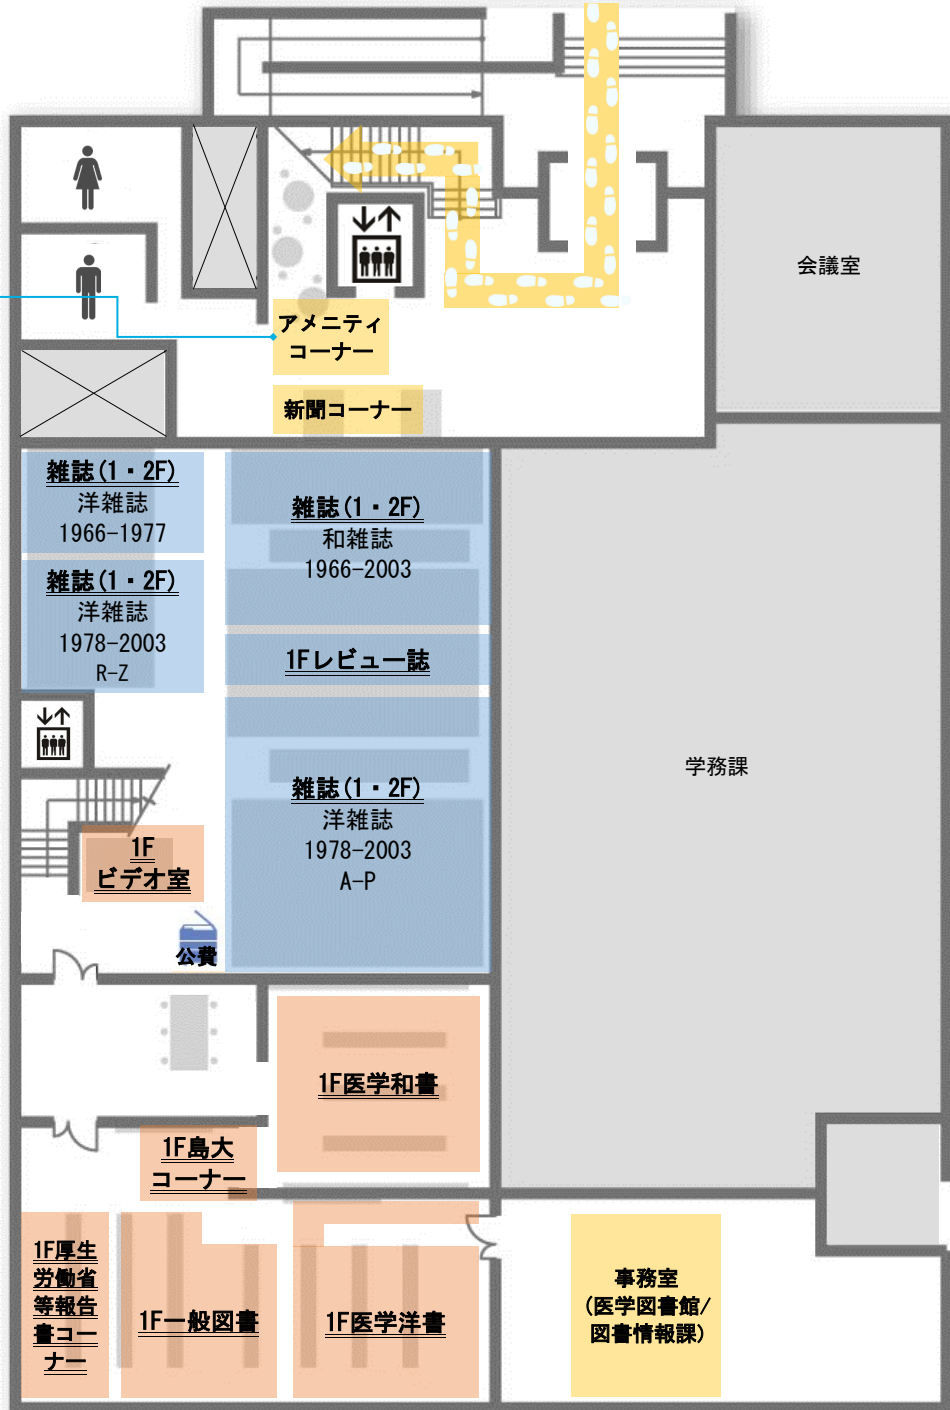 会議室
アメニティ
コーナー
新聞コーナー
雑誌(1・2F)
洋雑誌
1966-1977
雑誌(1・2F)
和雑誌
1966-2003
雑誌(1・2F)
洋雑誌
1978-2003
R-Z
1Fレビュー誌
学務課
雑誌(1・2F)
洋雑誌
1978-2003
A-P
1F
ビデオ室
公費
1F医学和書
1F島大
コーナー
1F厚生
労働省
等報告
書コー
ナー
1F一般図書
1F医学洋書
事務室
(医学図書館/
図書情報課)